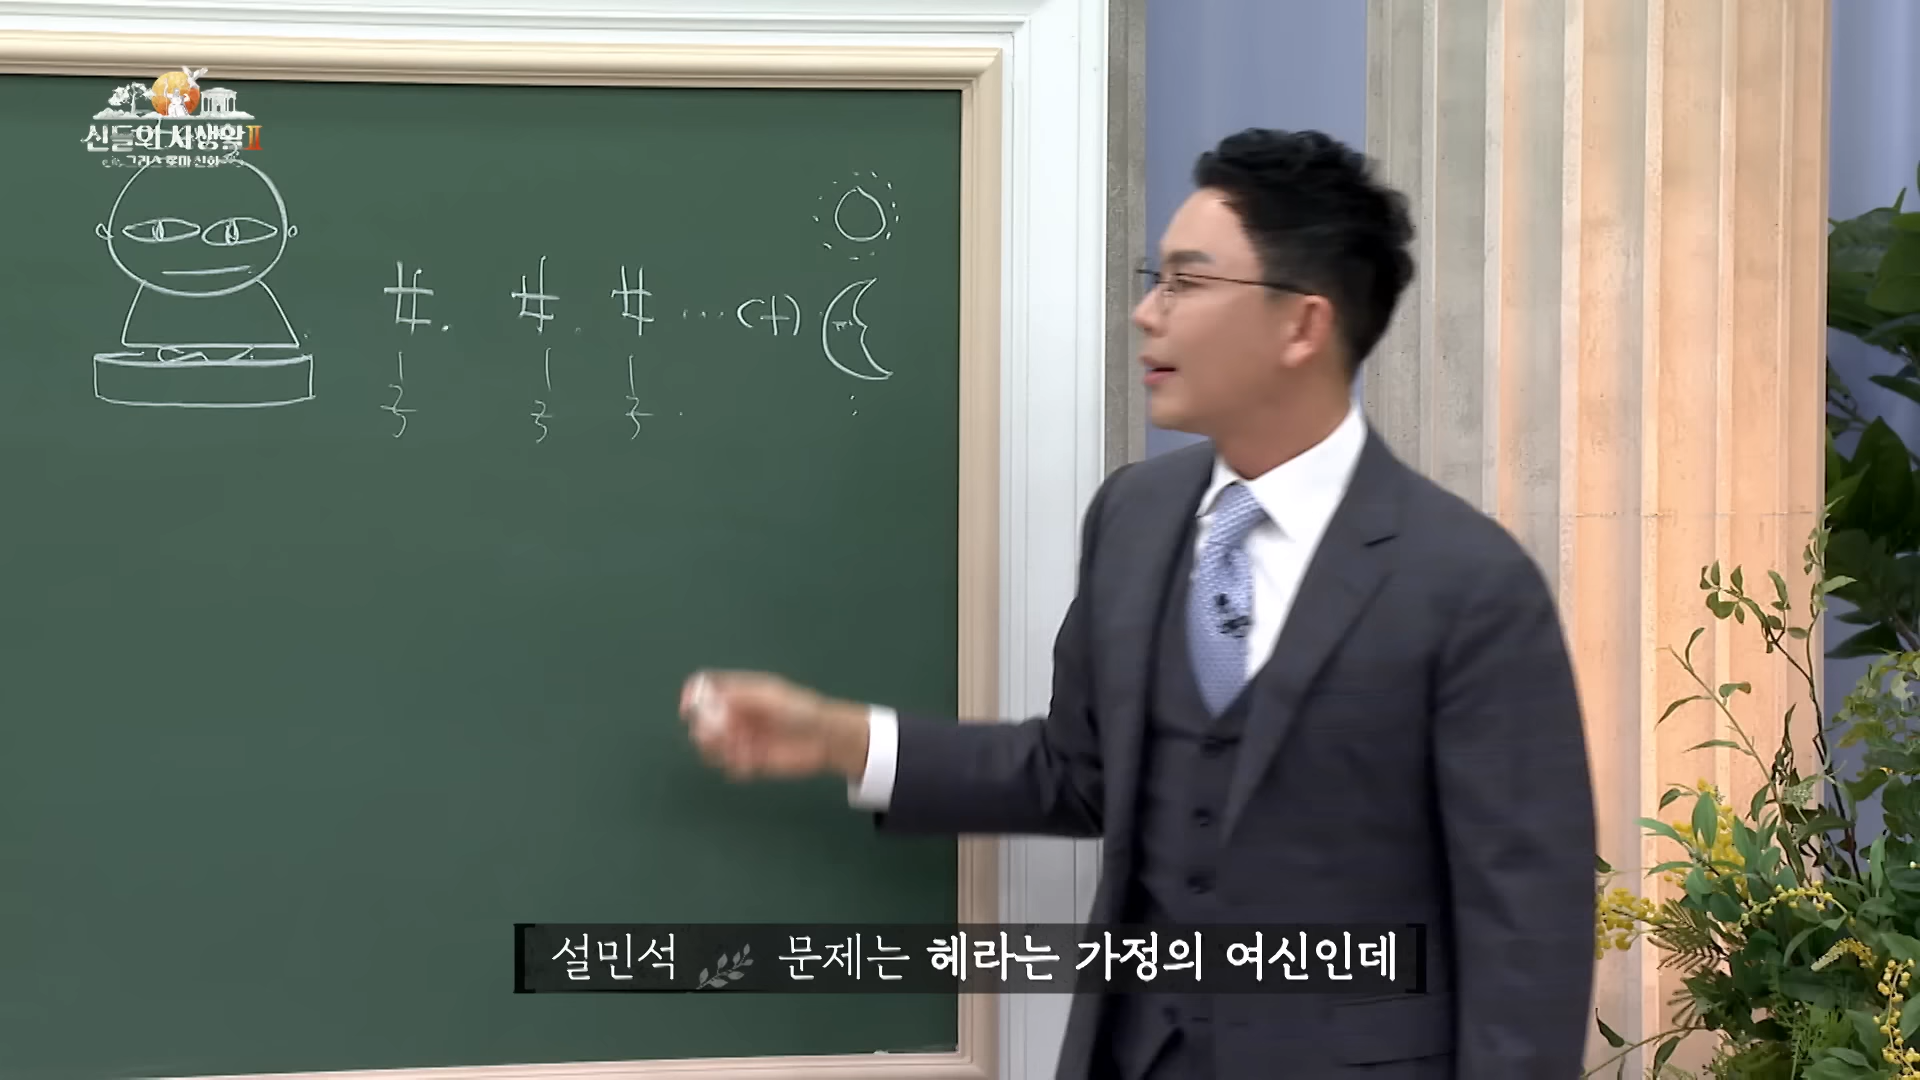 신들의 사생활 II
그리스 로마 신화
# . # . # ... (+)
설민석 문제는 헤라는 가정의 여신인데